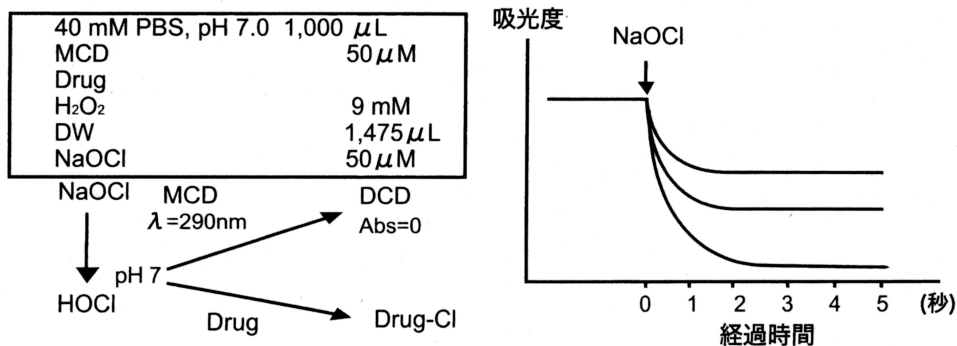 40 mM PBS, pH 7.0 1,000 μL
MCD 50 μM
Drug
H₂O₂ 9 mM
DW 1,475 μL
NaOCl 50 μM
NaOCl MCD DCD
λ=290nm Abs=0
pH 7
HOCl
Drug Drug-Cl
吸光度
NaOCl
0 1 2 3 4 5 (秒)
経過時間